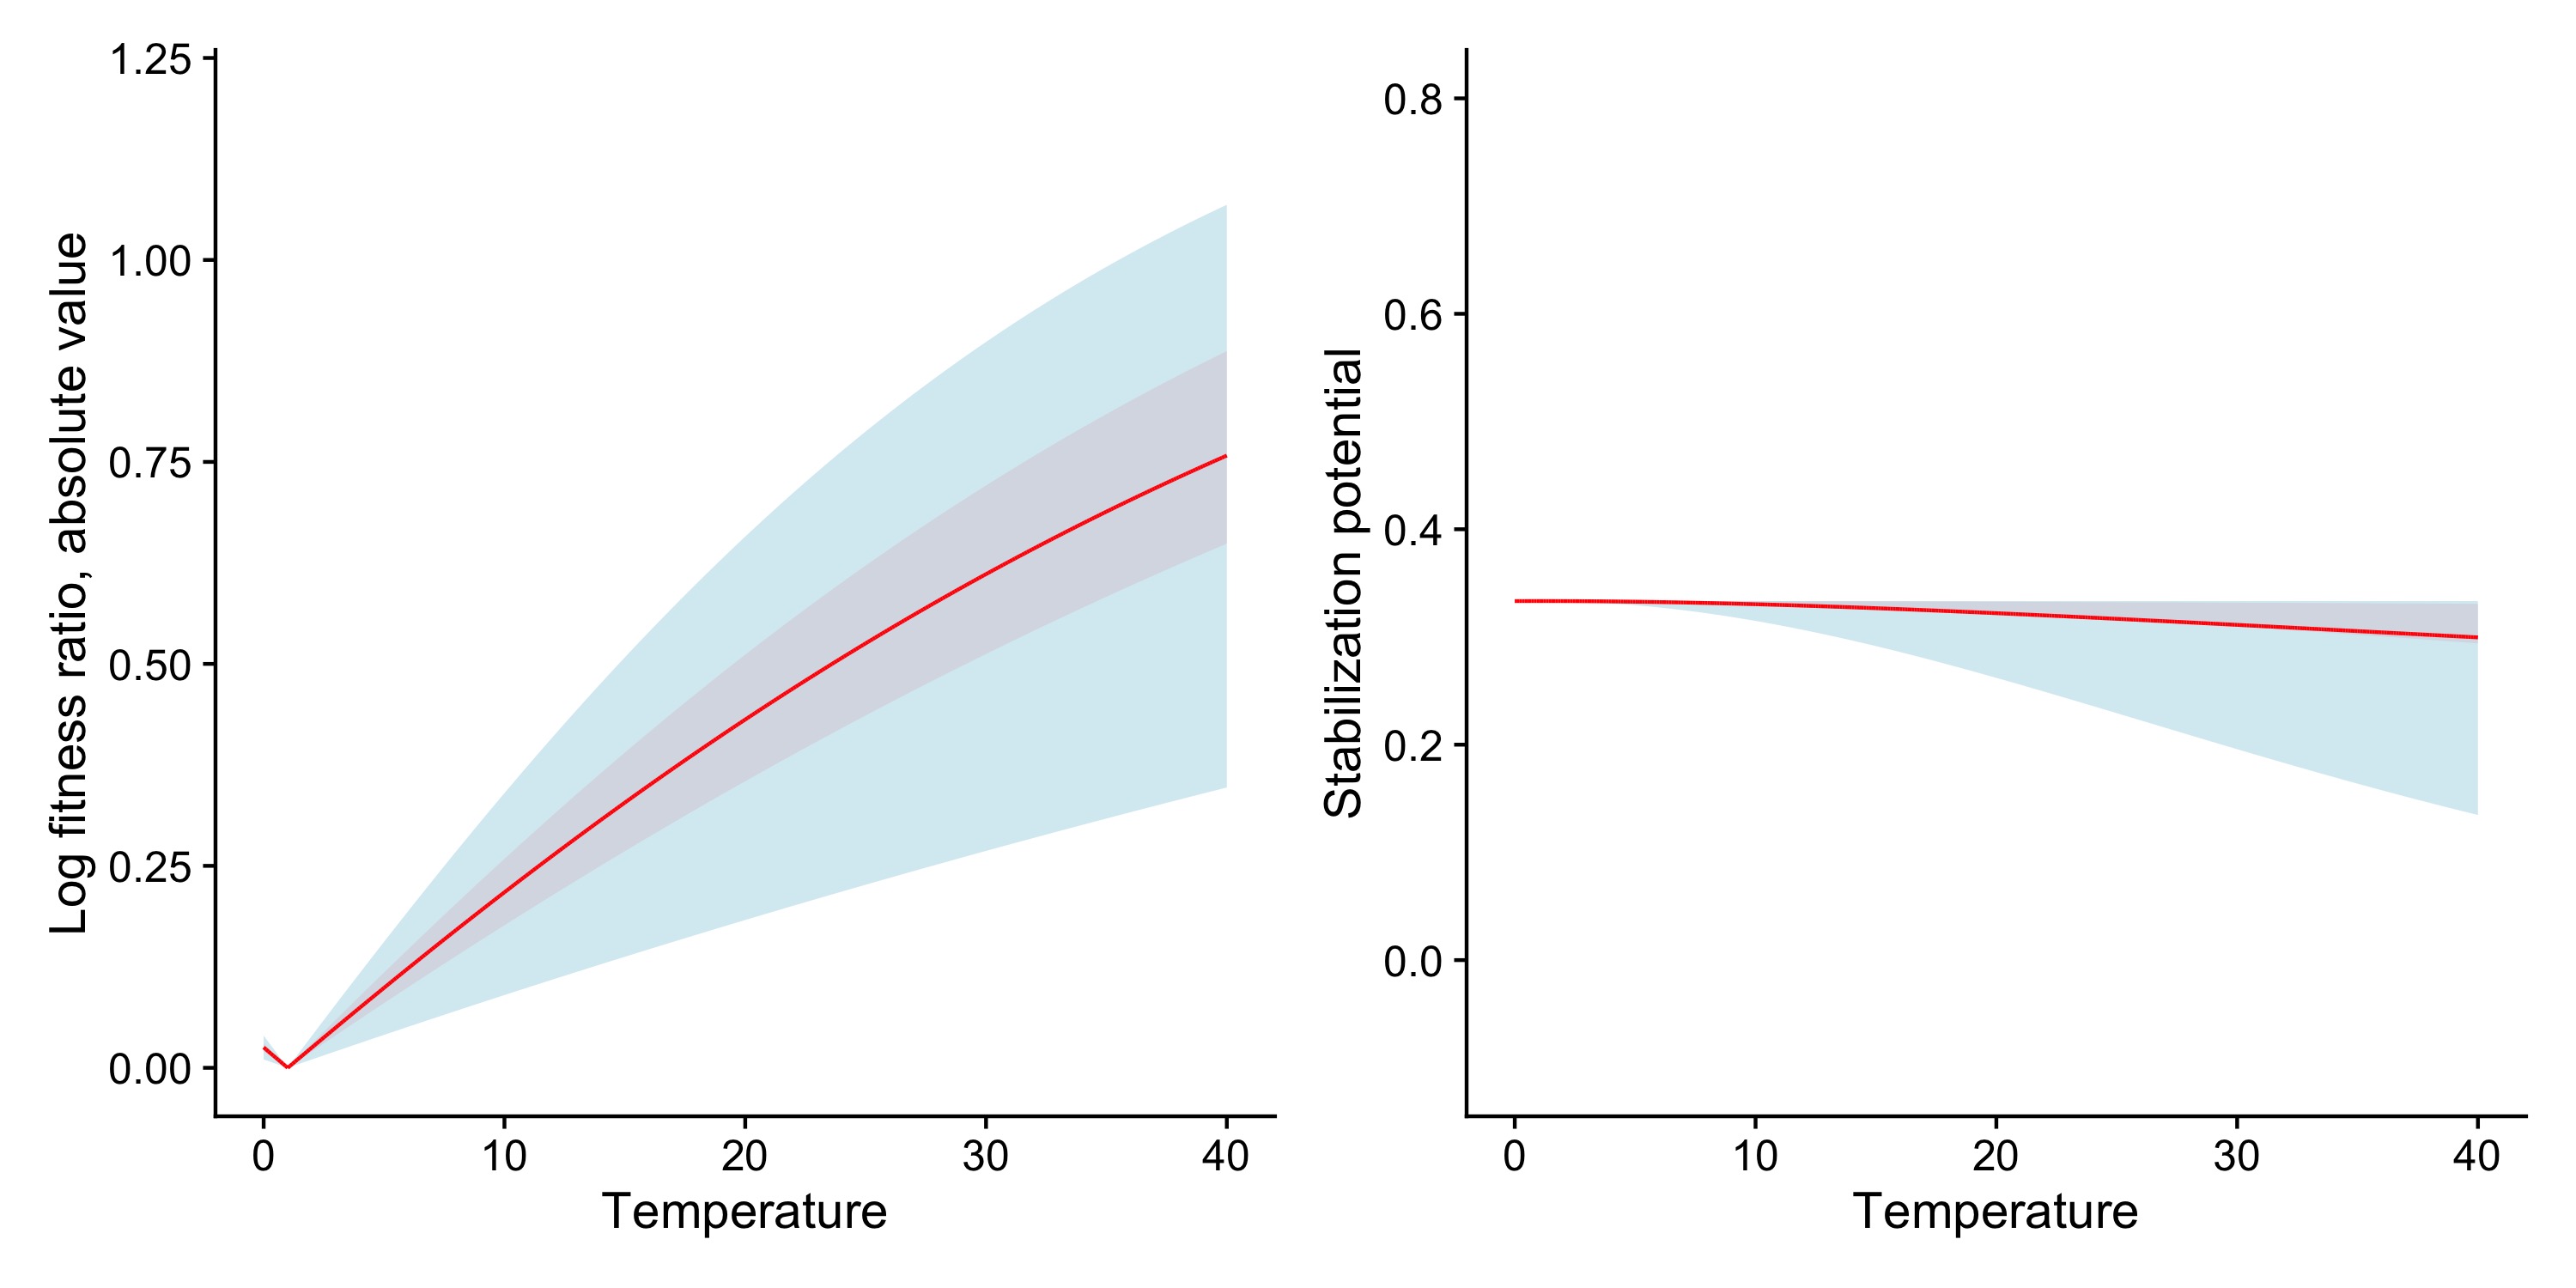 Log fitness ratio, absolute value
1.25
1.00
0.75
0.50
0.25
0.00
0 10 20 30 40
Temperature
Stabilization potential
0.8
0.6
0.4
0.2
0.0
0 10 20 30 40
Temperature